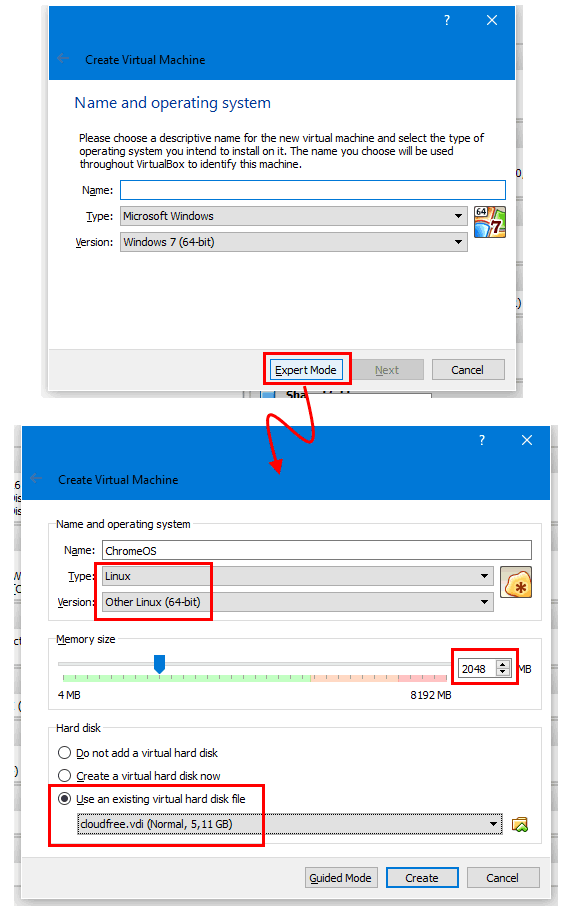 ?
Create Virtual Machine
Name and operating system
Please choose a descriptive name for the new virtual machine and select the type of
operating system you intend to install on it. The name you choose will be used
throughout VirtualBox to identify this machine.
Name:
Type: Microsoft Windows
64
7
Version: Windows 7 (64-bit)
Expert Mode Next Cancel
?
Create Virtual Machine
Name and operating system
Name: ChromeOS
Type: Linux
Version: Other Linux (64-bit)
Memory size
2048 MB
4 MB 8192 MB
Hard disk
Do not add a virtual hard disk
Create a virtual hard disk now
Use an existing virtual hard disk file
cloudfree.vdi (Normal, 5,11 GB)
Guided Mode Create Cancel